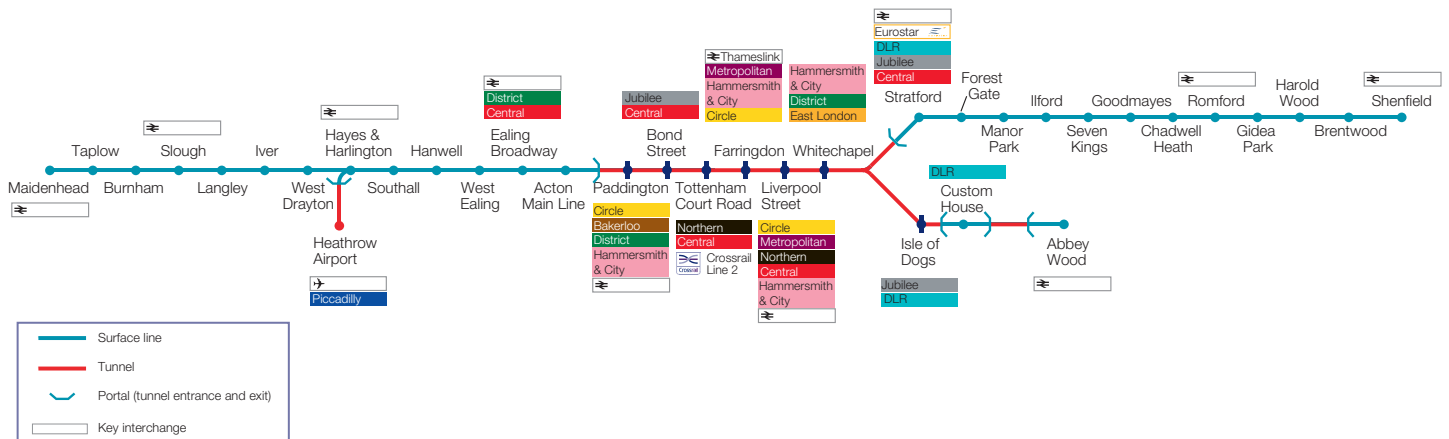 Eurostar
DLR
Jubilee
Central
Thameslink
Metropolitan
Hammersmith
& City
Circle
Hammersmith
& City
District
East London
District
Central
Jubilee
Central
Stratford
Forest
Gate
Ilford
Goodmayes
Romford
Harold
Wood
Shenfield
Manor
Park
Seven
Kings
Chadwell
Heath
Gidea
Park
Brentwood
Taplow
Slough
Iver
Hayes &
Harlington
Hanwell
Ealing
Broadway
Bond
Street
Farringdon
Whitechapel
Maidenhead
Burnham
Langley
West
Drayton
Southall
West
Ealing
Acton
Main Line
Paddington
Tottenham
Court Road
Liverpool
Street
DLR
Custom
House
Heathrow
Airport
Piccadilly
Circle
Bakerloo
District
Hammersmith
& City
Northern
Central
Crossrail
Crossrail
Line 2
Circle
Metropolitan
Northern
Central
Hammersmith
& City
Isle of
Dogs
Jubilee
DLR
Abbey
Wood
Surface line
Tunnel
Portal (tunnel entrance and exit)
Key interchange